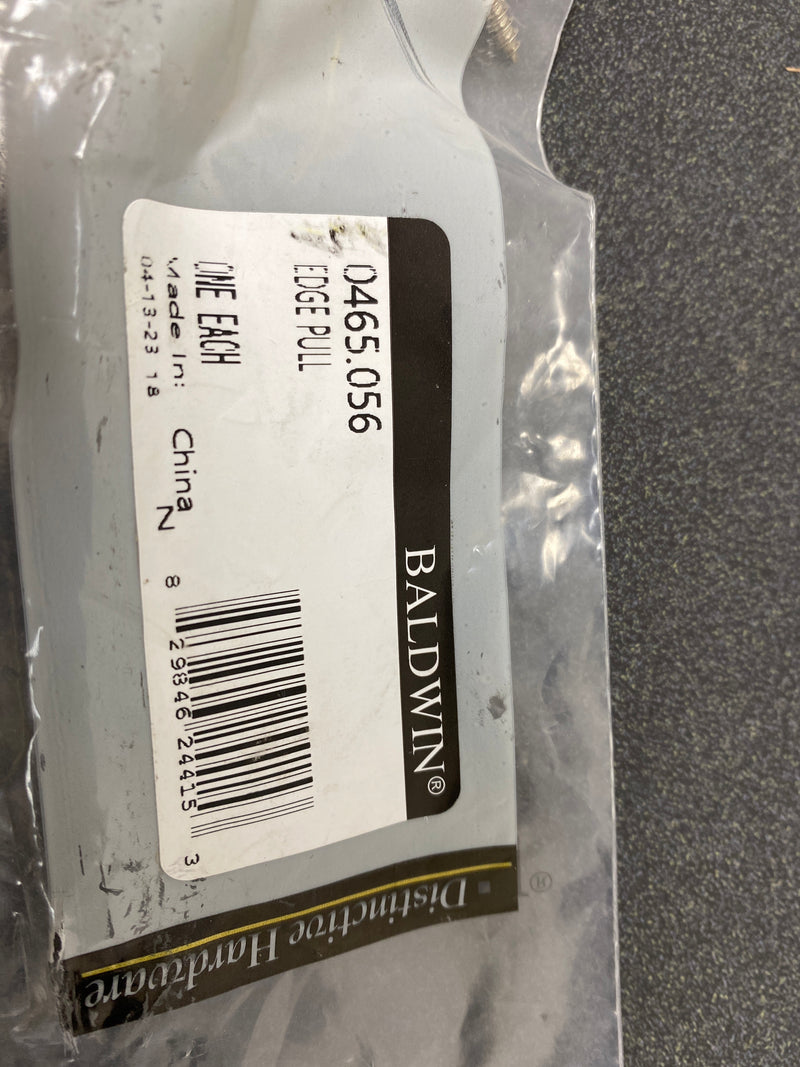 BALDWIN®
0465.056
EDGE PULL
ONE EACH
Made In: China
04-13-23 18
N
8 29846 24415 3
Distinctive Hardware
®